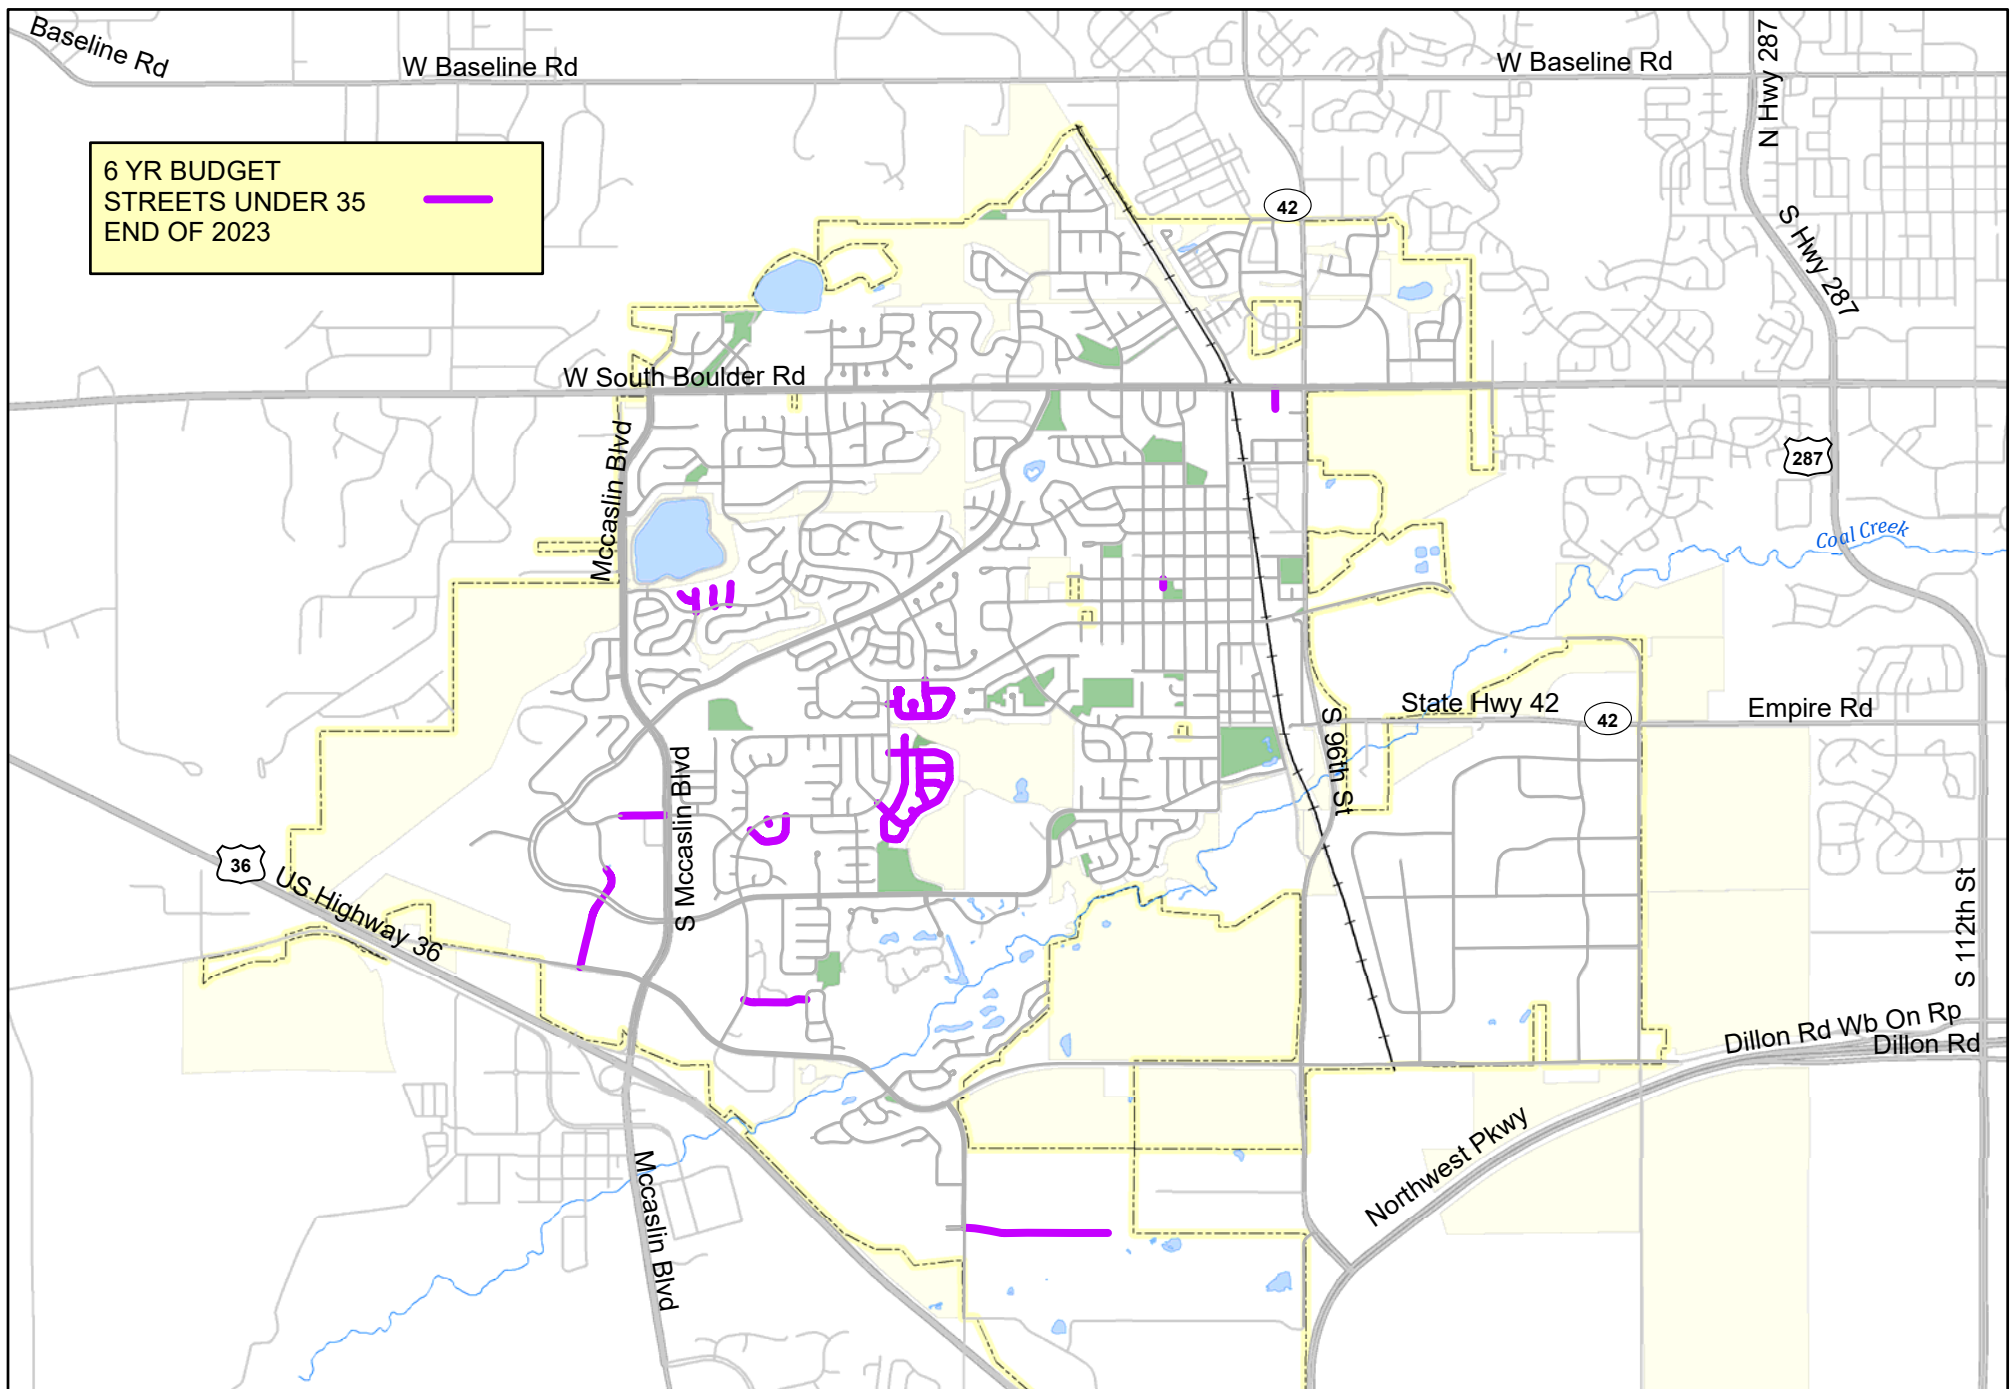 Baseline Rd
W Baseline Rd
W Baseline Rd
N Hwy 287
6 YR BUDGET
STREETS UNDER 35
END OF 2023
42
S Hwy 287
W South Boulder Rd
Mccaslin Blvd
287
Coal Creek
State Hwy 42
42
Empire Rd
S 96th St
S Mccaslin Blvd
36
US Highway 36
S 112th St
Dillon Rd Wb On Rp
Dillon Rd
Northwest Pkwy
Mccaslin Blvd